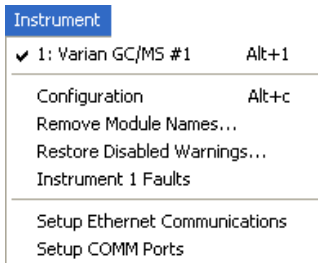 Instrument
✔ 1: Varian GC/MS #1 Alt+1
Configuration Alt+c
Remove Module Names...
Restore Disabled Warnings...
Instrument 1 Faults
Setup Ethernet Communications
Setup COMM Ports